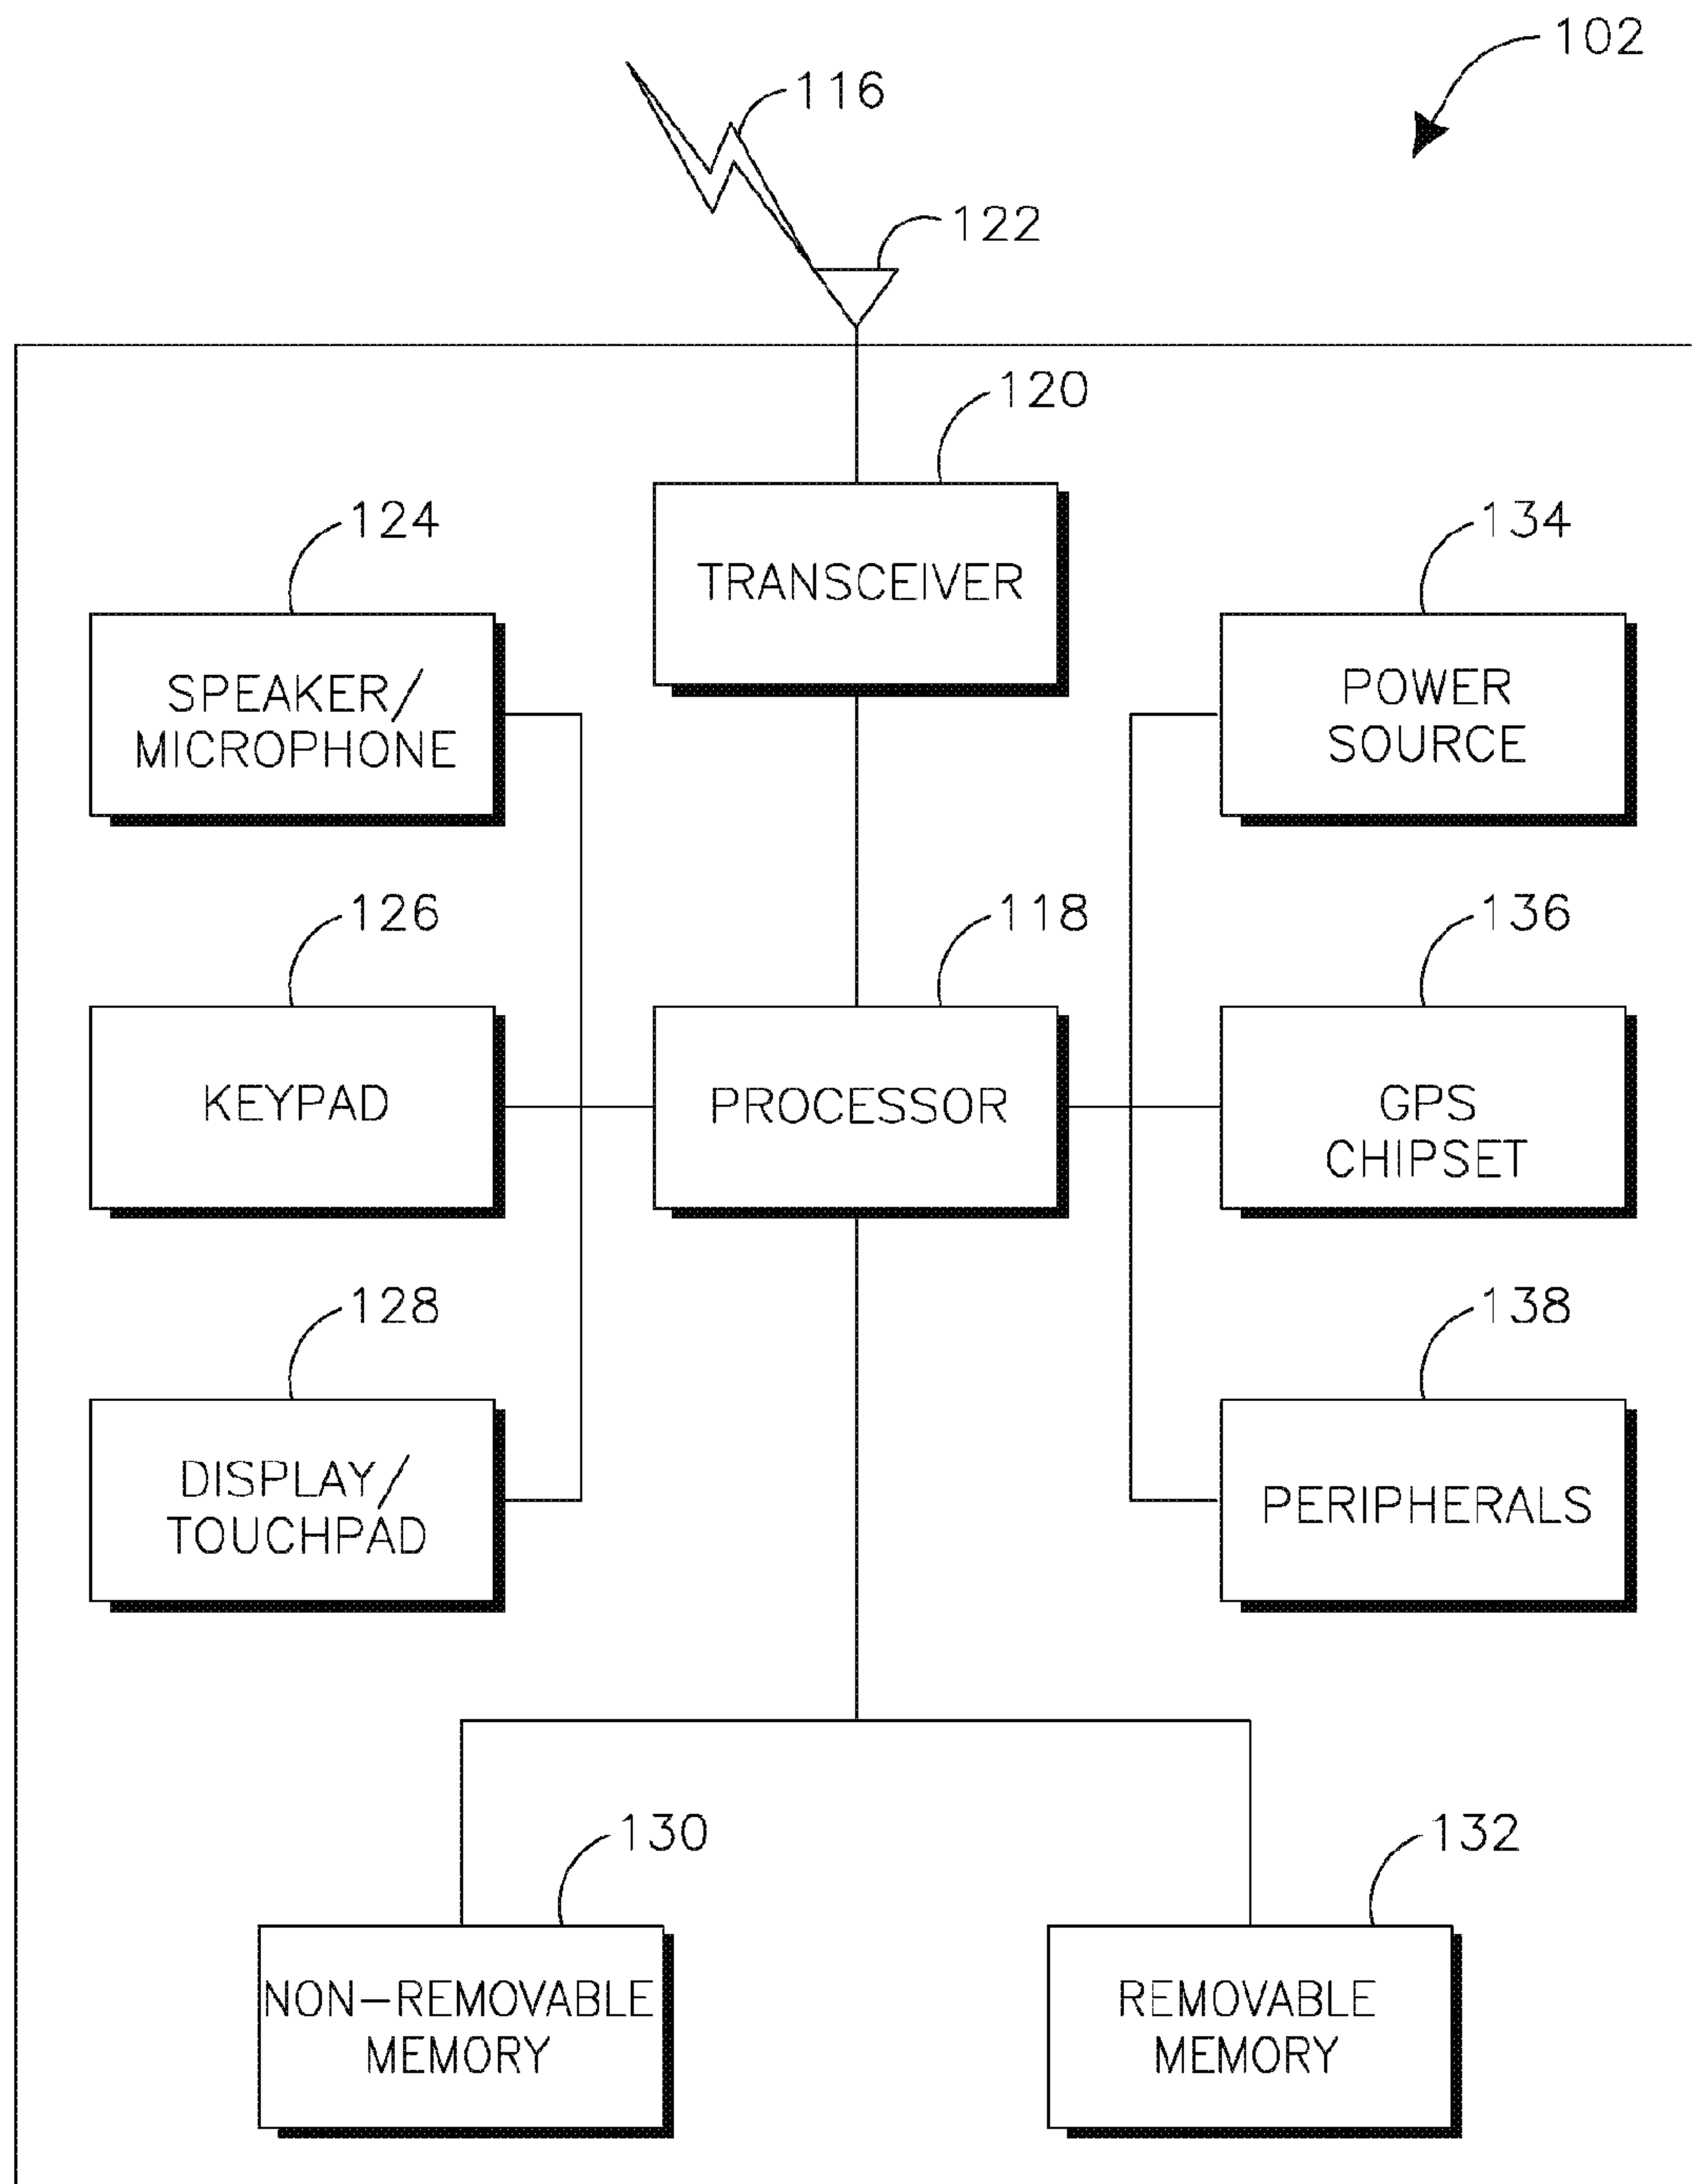 102
116
122
120
TRANSCEIVER
124
SPEAKER/
MICROPHONE
134
POWER
SOURCE
126
KEYPAD
118
PROCESSOR
136
GPS
CHIPSET
128
DISPLAY/
TOUCHPAD
138
PERIPHERALS
130
NON-REMOVABLE
MEMORY
132
REMOVABLE
MEMORY